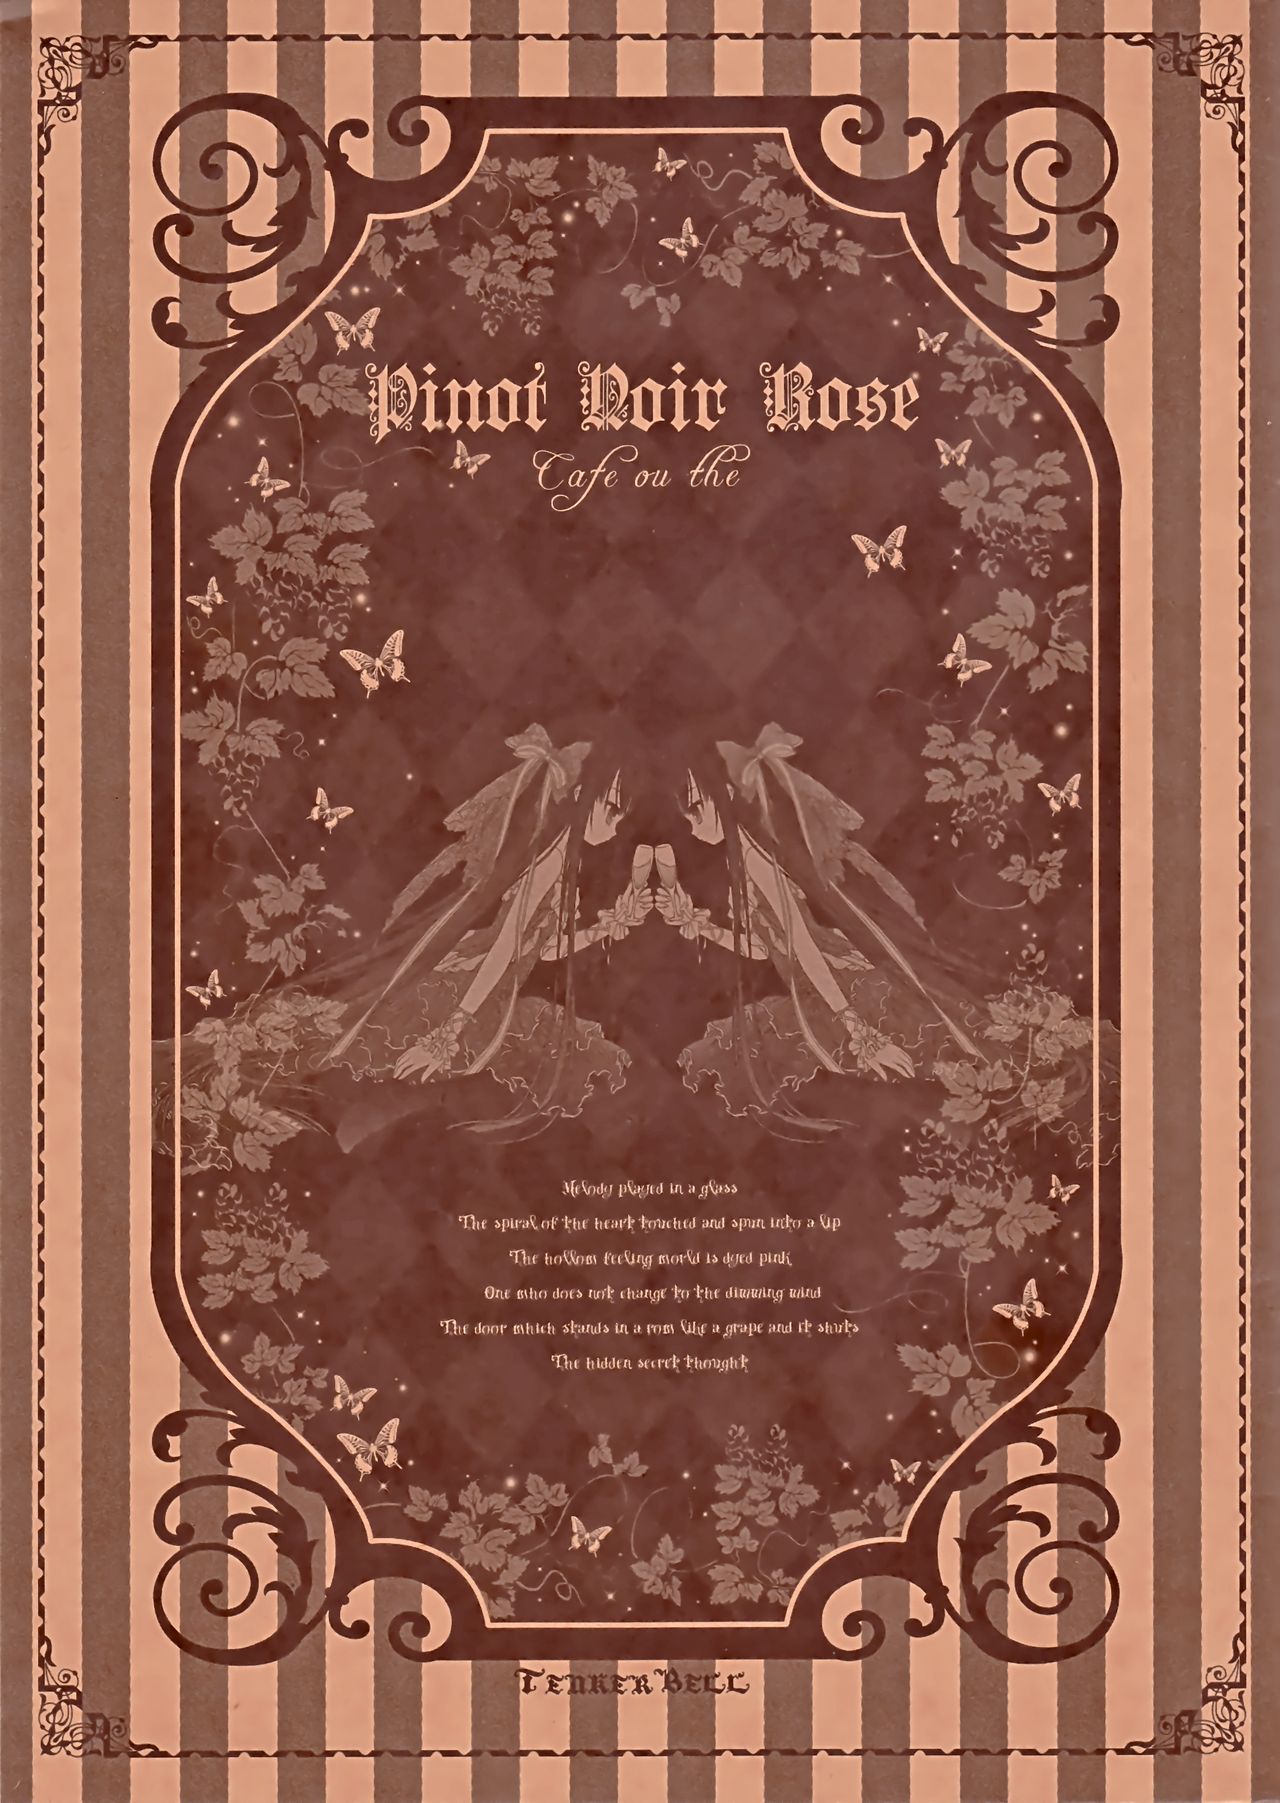 Pinot Noir Rose
Cafe ou the
Melody played in a glass
The spiral of the heart touched and spun into a lip
The hollow feeling world is dyed pink
One who does not change to the dimming wind
The door which stands in a row like a grape and it shuts
The hidden secret thought
TENKER BELL